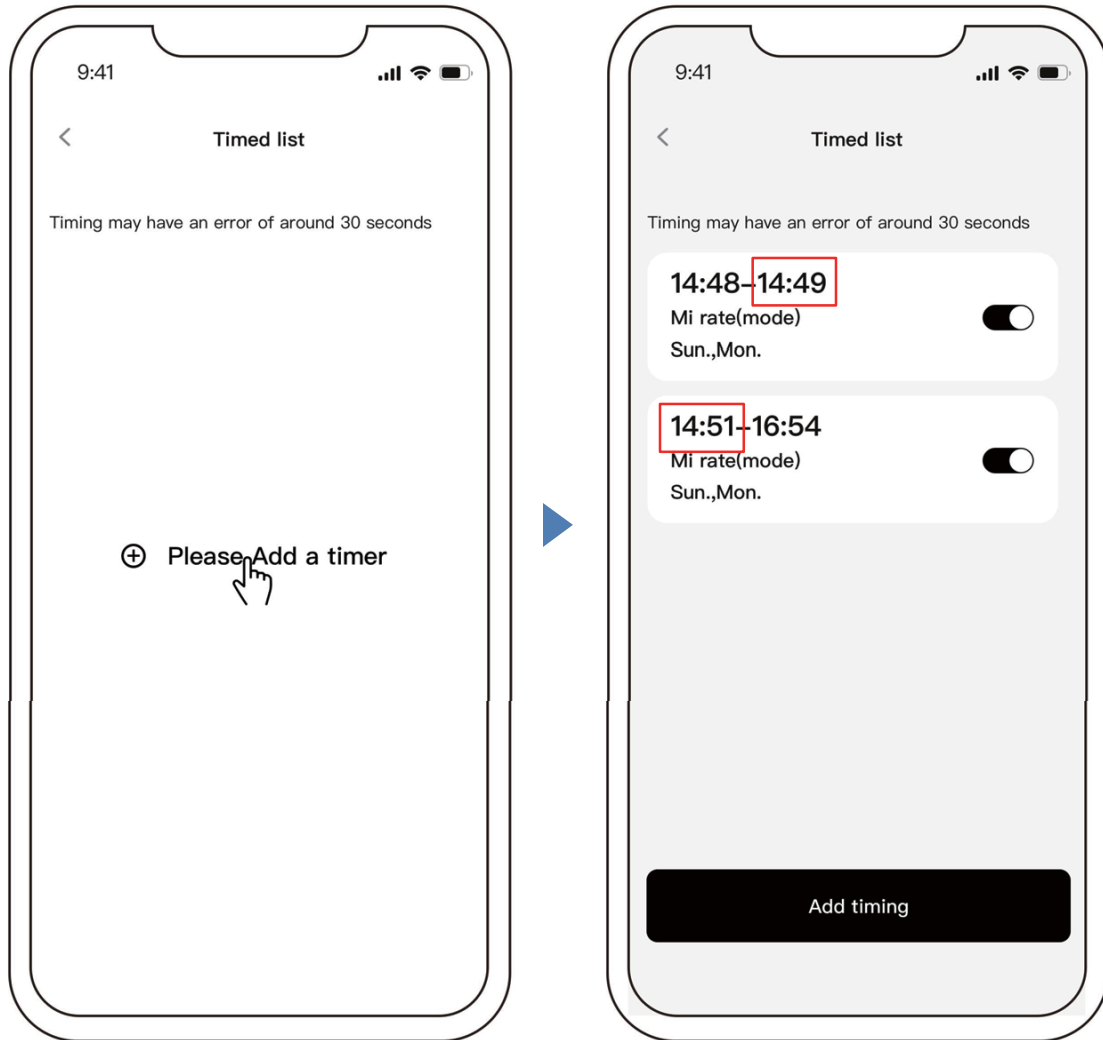 9:41
Timed list
Timing may have an error of around 30 seconds
Please Add a timer
9:41
Timed list
Timing may have an error of around 30 seconds
14:48–14:49
Mi rate(mode)
Sun.,Mon.
14:51–16:54
Mi rate(mode)
Sun.,Mon.
Add timing